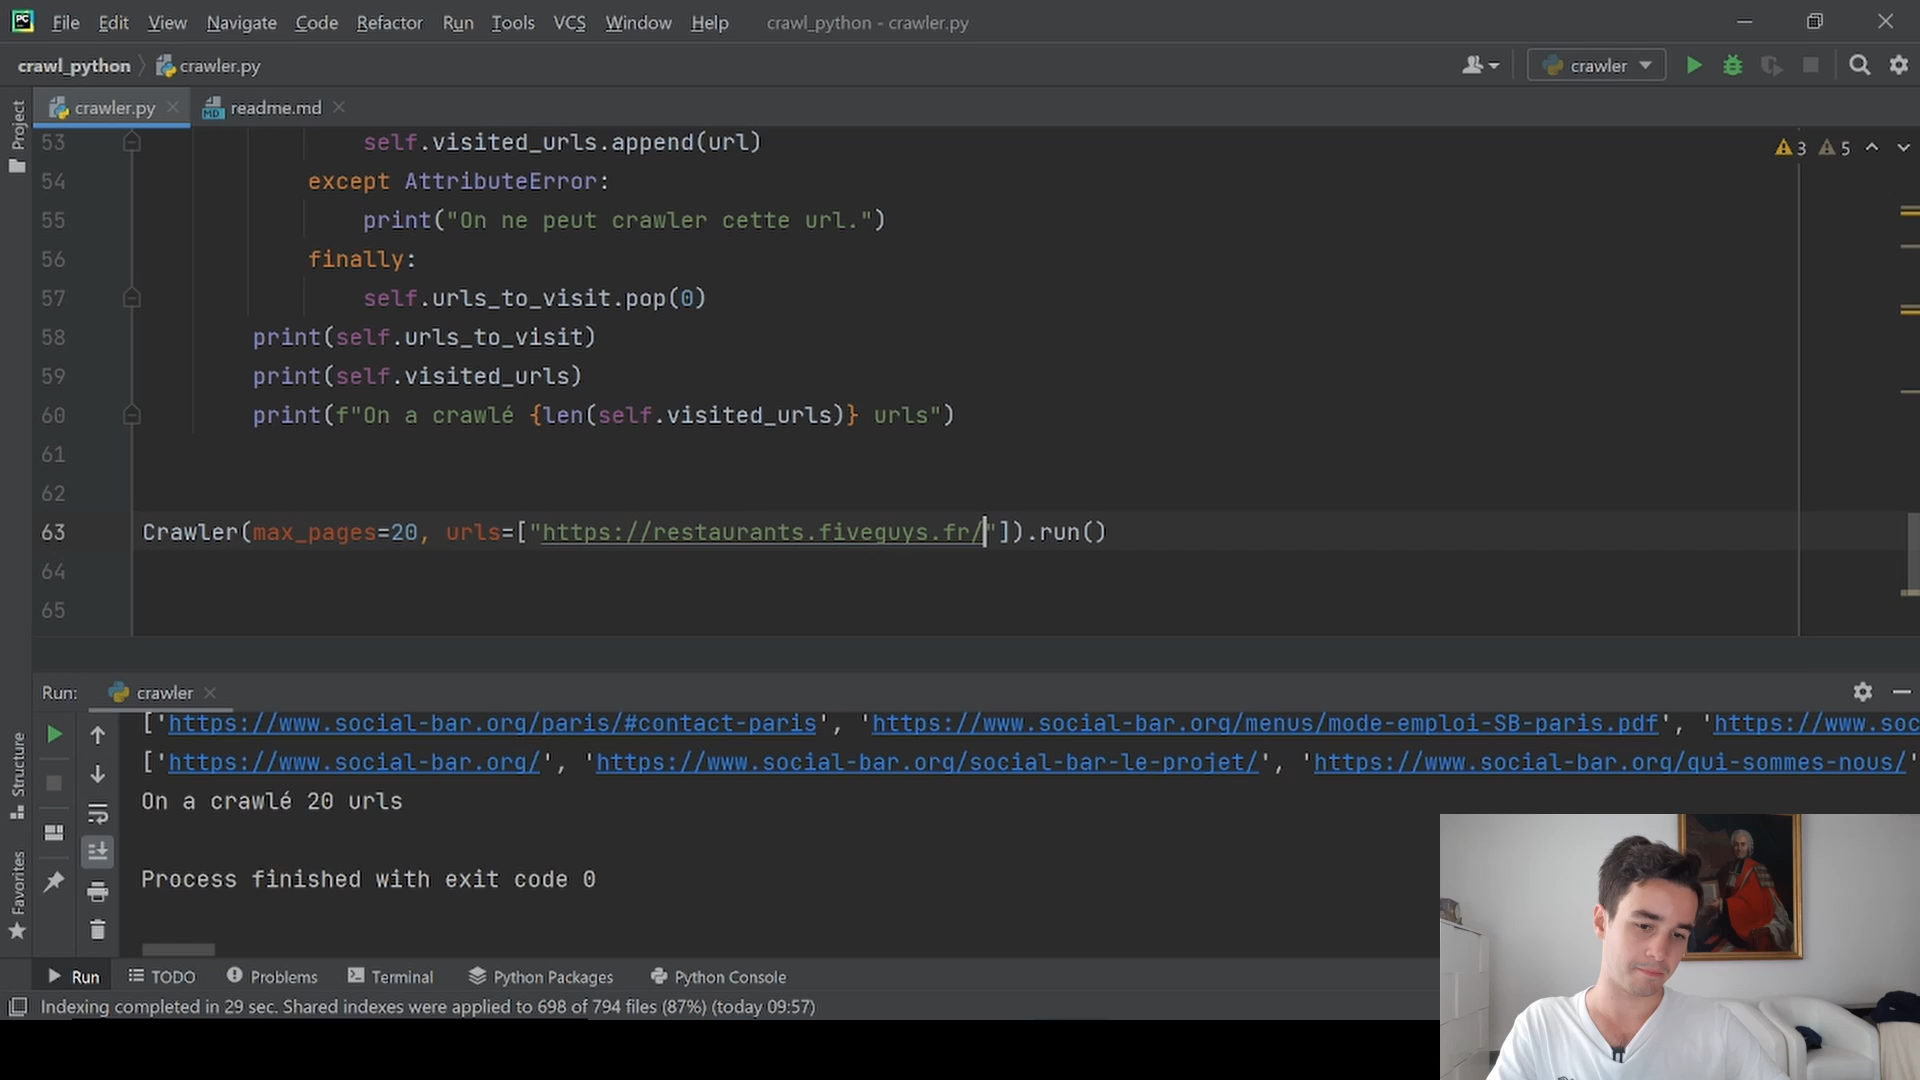 File Edit View Navigate Code Refactor Run Tools VCS Window Help crawl_python - crawler.py
crawl_python crawler.py crawler
Project
crawler.py readme.md
3 5
53 self.visited_urls.append(url)
54 except AttributeError:
55 print("On ne peut crawler cette url.")
56 finally:
57 self.urls_to_visit.pop(0)
58 print(self.urls_to_visit)
59 print(self.visited_urls)
60 print(f"On a crawlé {len(self.visited_urls)} urls")
61
62
63 Crawler(max_pages=20, urls=["https://restaurants.fiveguys.fr/"]).run()
64
65
Run: crawler
['https://www.social-bar.org/paris/#contact-paris', 'https://www.social-bar.org/menus/mode-emploi-SB-paris.pdf', 'https://www.soc
['https://www.social-bar.org/', 'https://www.social-bar.org/social-bar-le-projet/', 'https://www.social-bar.org/qui-sommes-nous/'
On a crawlé 20 urls
Process finished with exit code 0
Structure
Favorites
Run TODO Problems Terminal Python Packages Python Console
Indexing completed in 29 sec. Shared indexes were applied to 698 of 794 files (87%) (today 09:57)